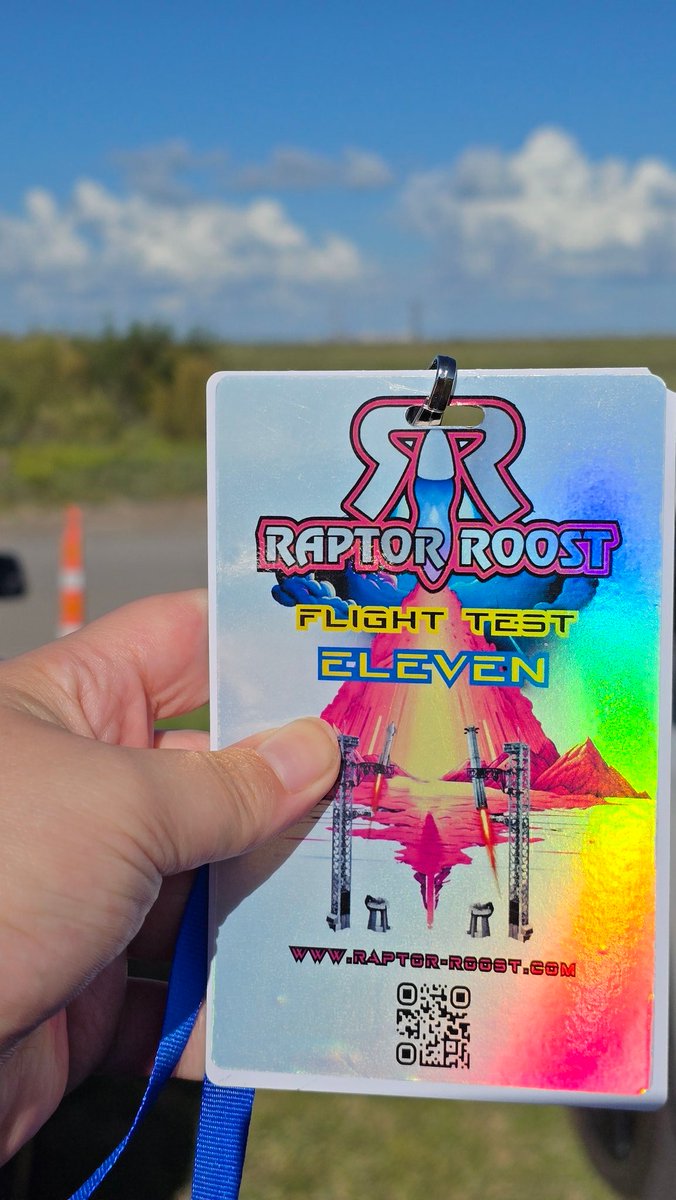 RR
RAPTOR ROOST
FLIGHT TEST
ELEVEN
WWW.RAPTOR-ROOST.COM